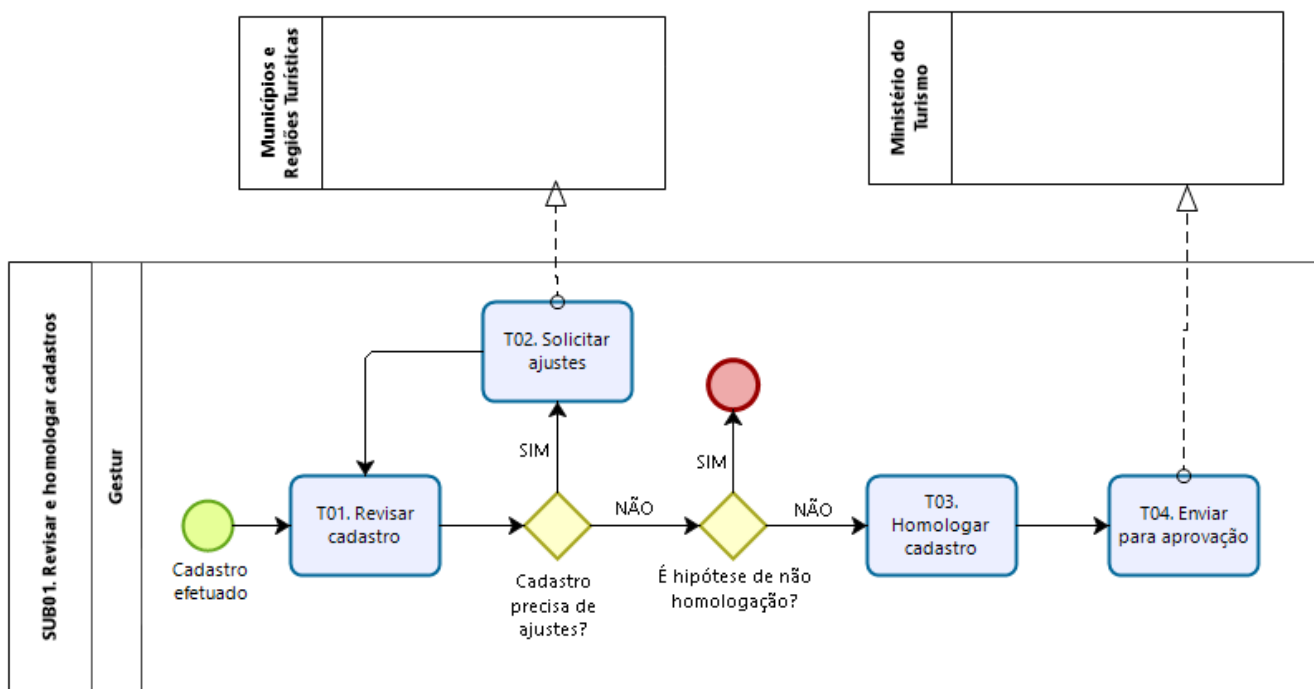 Municípios e
Regiões Turísticas
Ministério do
Turismo
SUB01. Revisar e homologar cadastros
Gestur
T02. Solicitar
ajustes
SIM
SIM
T01. Revisar
cadastro
NÃO
NÃO
T03.
Homologar
cadastro
T04. Enviar
para aprovação
Cadastro
efetuado
Cadastro
precisa de
ajustes?
É hipótese de não
homologação?